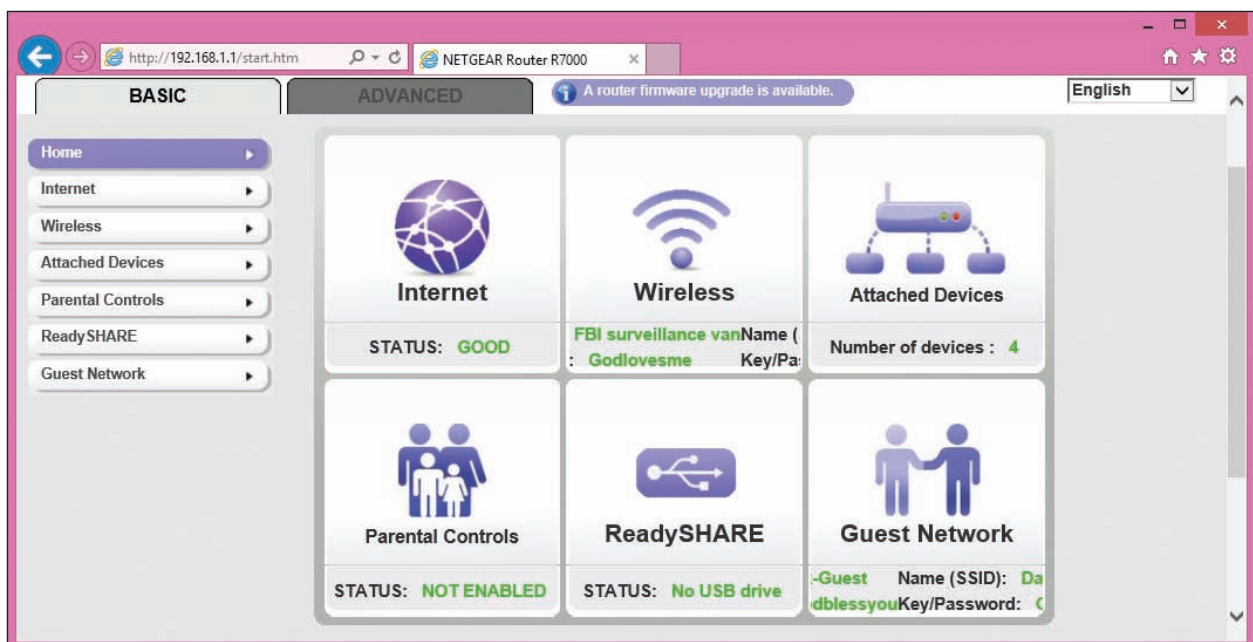 http://192.168.1.1/start.htm
NETGEAR Router R7000
BASIC
ADVANCED
A router firmware upgrade is available.
English
Home
Internet
Wireless
Attached Devices
Parental Controls
ReadySHARE
Guest Network
Internet
STATUS: GOOD
Wireless
FBI surveillance vanName (
: Godlovesme Key/Pa
Attached Devices
Number of devices : 4
Parental Controls
STATUS: NOT ENABLED
ReadySHARE
STATUS: No USB drive
Guest Network
-Guest Name (SSID): Da
dblessyouKey/Password: